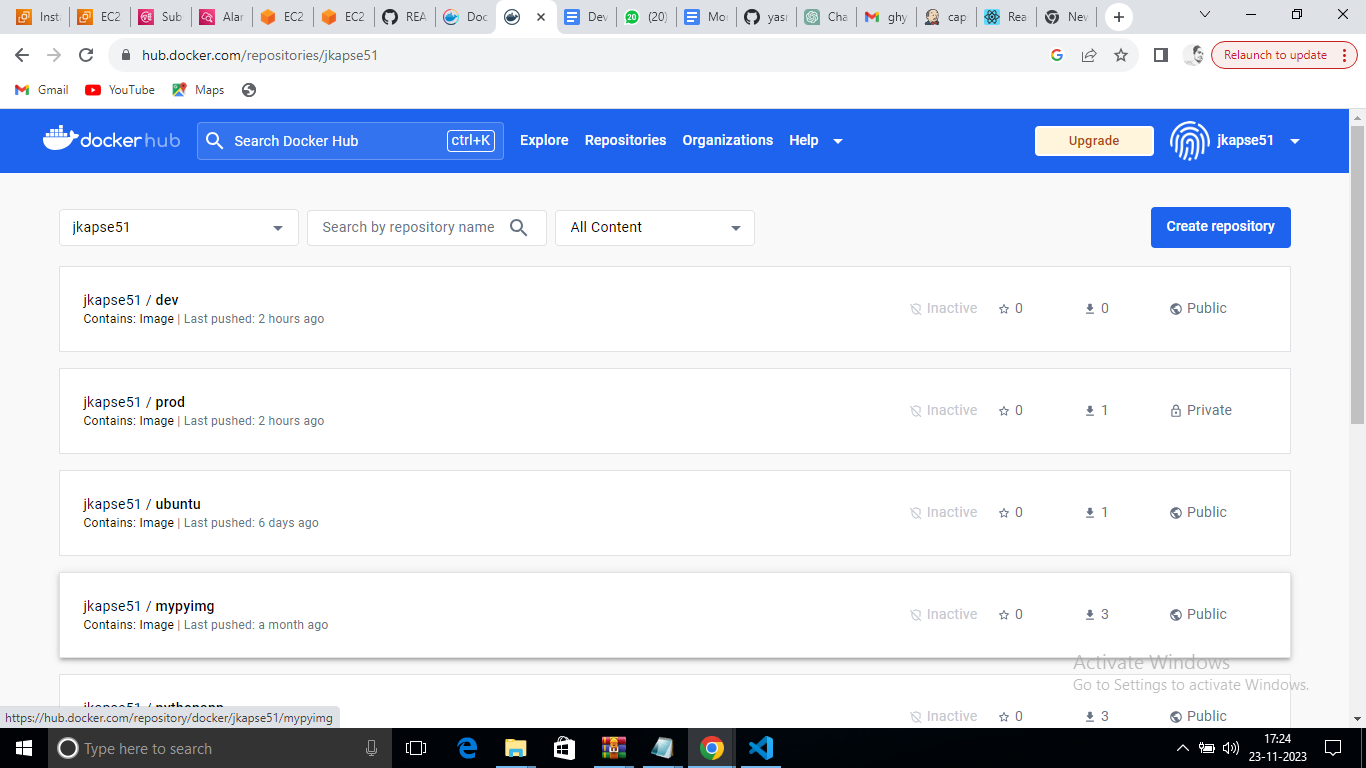 Inst
EC2
Sub
Alar
EC2
EC2
REA
Doc
Dev
(20)
Mo
yas
Cha
ghy
cap
Rea
Nev
hub.docker.com/repositories/jkapse51
Relaunch to update
Gmail
YouTube
Maps
docker hub
Search Docker Hub
ctrl+K
Explore
Repositories
Organizations
Help
Upgrade
jkapse51
jkapse51
Search by repository name
All Content
Create repository
jkapse51 / dev
Contains: Image | Last pushed: 2 hours ago
Inactive
0
0
Public
jkapse51 / prod
Contains: Image | Last pushed: 2 hours ago
Inactive
0
1
Private
jkapse51 / ubuntu
Contains: Image | Last pushed: 6 days ago
Inactive
0
1
Public
jkapse51 / mypyimg
Contains: Image | Last pushed: a month ago
Inactive
0
3
Public
Activate Windows
Go to Settings to activate Windows.
Inactive
0
3
Public
https://hub.docker.com/repository/docker/jkapse51/mypyimg
Type here to search
17:24
23-11-2023